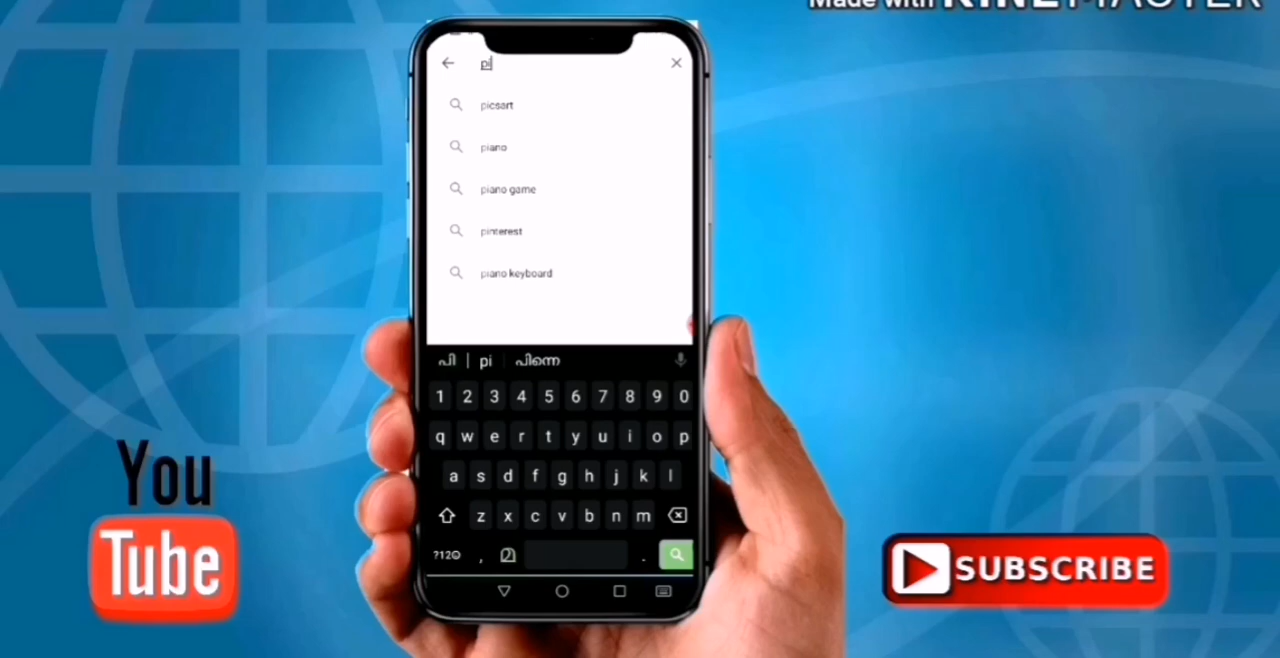 Made with KINEMASTER
pi
picsart
piano
piano game
pinterest
piano keyboard
പി pi പിന്നെ
1 2 3 4 5 6 7 8 9 0
q w e r t y u i o p
a s d f g h j k l
z x c v b n m
?12☺ , മ .
You
Tube
SUBSCRIBE